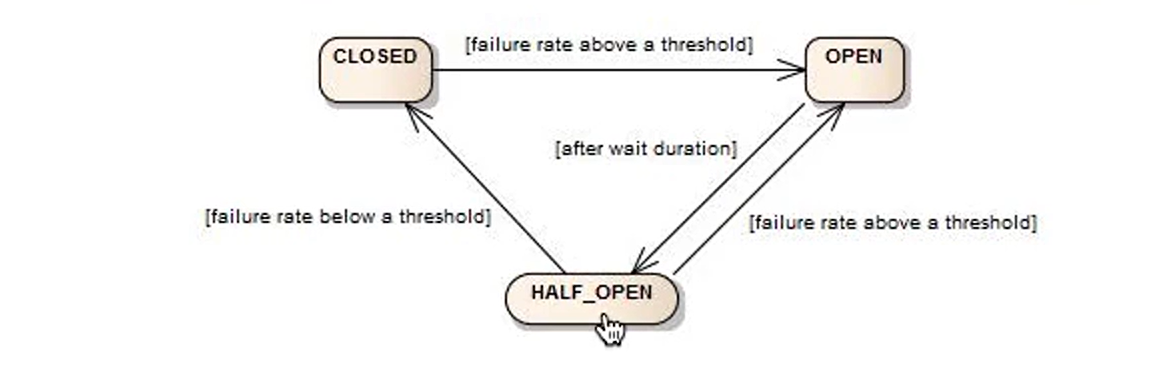 [failure rate above a threshold]
CLOSED
OPEN
[after wait duration]
[failure rate below a threshold]
[failure rate above a threshold]
HALF_OPEN